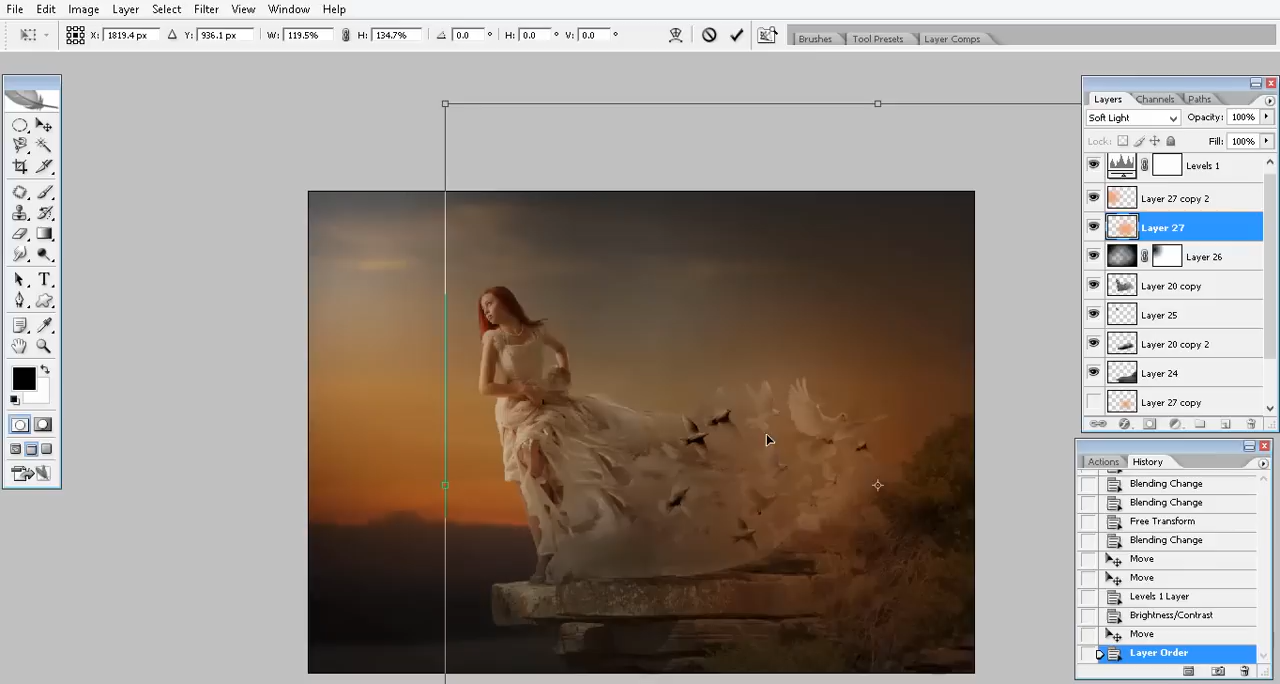 File Edit Image Layer Select Filter View Window Help
X: 1819.4 px Y: 936.1 px W: 119.5% H: 134.7% 0.0 ° H: 0.0 ° V: 0.0 °
Brushes Tool Presets Layer Comps
Layers Channels Paths
Soft Light Opacity: 100%
Lock: Fill: 100%
Levels 1
Layer 27 copy 2
Layer 27
Layer 26
Layer 20 copy
Layer 25
Layer 20 copy 2
Layer 24
Layer 27 copy
Actions History
Blending Change
Blending Change
Free Transform
Blending Change
Move
Move
Levels 1 Layer
Brightness/Contrast
Move
Layer Order